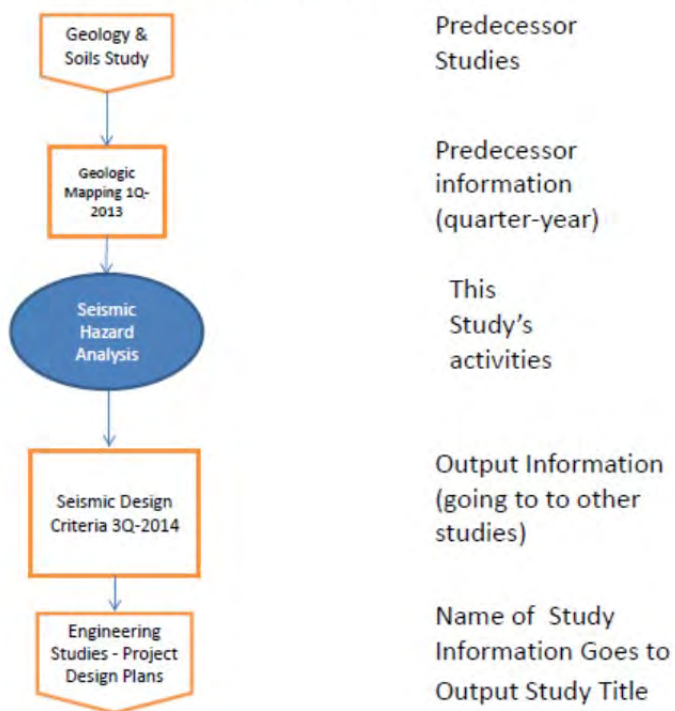 Geology &
Soils Study
Predecessor
Studies
Geologic
Mapping 1Q-
2013
Predecessor
information
(quarter-year)
Seismic
Hazard
Analysis
This
Study’s
activities
Seismic Design
Criteria 3Q-2014
Output Information
(going to to other
studies)
Engineering
Studies - Project
Design Plans
Name of Study
Information Goes to
Output Study Title